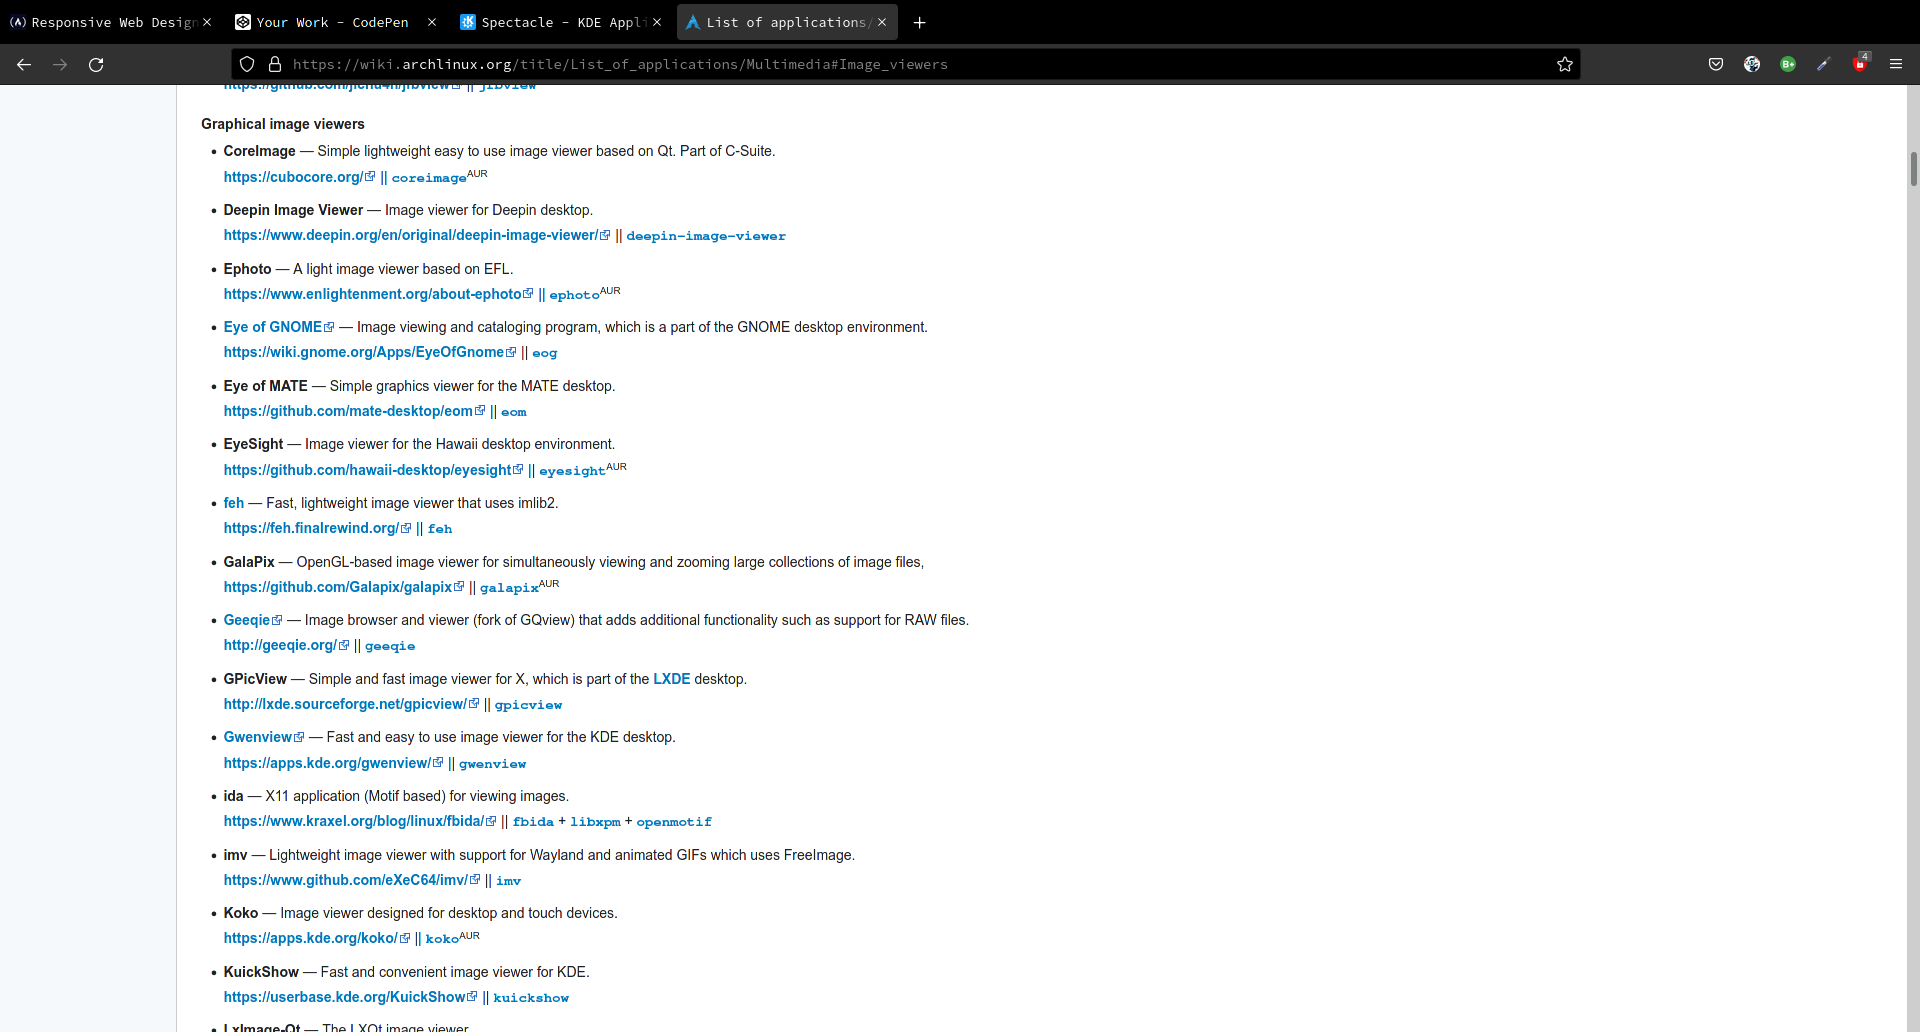 Responsive Web Design
Your Work - CodePen
Spectacle - KDE Appli
List of applications/
https://wiki.archlinux.org/title/List_of_applications/Multimedia#Image_viewers
B+
4
https://github.com/jichu4n/jfbview || jfbview
Graphical image viewers
• CoreImage — Simple lightweight easy to use image viewer based on Qt. Part of C-Suite.
https://cubocore.org/ || coreimageAUR
• Deepin Image Viewer — Image viewer for Deepin desktop.
https://www.deepin.org/en/original/deepin-image-viewer/ || deepin-image-viewer
• Ephoto — A light image viewer based on EFL.
https://www.enlightenment.org/about-ephoto || ephotoAUR
• Eye of GNOME — Image viewing and cataloging program, which is a part of the GNOME desktop environment.
https://wiki.gnome.org/Apps/EyeOfGnome || eog
• Eye of MATE — Simple graphics viewer for the MATE desktop.
https://github.com/mate-desktop/eom || eom
• EyeSight — Image viewer for the Hawaii desktop environment.
https://github.com/hawaii-desktop/eyesight || eyesightAUR
• feh — Fast, lightweight image viewer that uses imlib2.
https://feh.finalrewind.org/ || feh
• GalaPix — OpenGL-based image viewer for simultaneously viewing and zooming large collections of image files,
https://github.com/Galapix/galapix || galapixAUR
• Geeqie — Image browser and viewer (fork of GQview) that adds additional functionality such as support for RAW files.
http://geeqie.org/ || geeqie
• GPicView — Simple and fast image viewer for X, which is part of the LXDE desktop.
http://lxde.sourceforge.net/gpicview/ || gpicview
• Gwenview — Fast and easy to use image viewer for the KDE desktop.
https://apps.kde.org/gwenview/ || gwenview
• ida — X11 application (Motif based) for viewing images.
https://www.kraxel.org/blog/linux/fbida/ || fbida + libxpm + openmotif
• imv — Lightweight image viewer with support for Wayland and animated GIFs which uses FreeImage.
https://www.github.com/eXeC64/imv/ || imv
• Koko — Image viewer designed for desktop and touch devices.
https://apps.kde.org/koko/ || kokoAUR
• KuickShow — Fast and convenient image viewer for KDE.
https://userbase.kde.org/KuickShow || kuickshow
• LxImage-Qt — The LXQt image viewer.